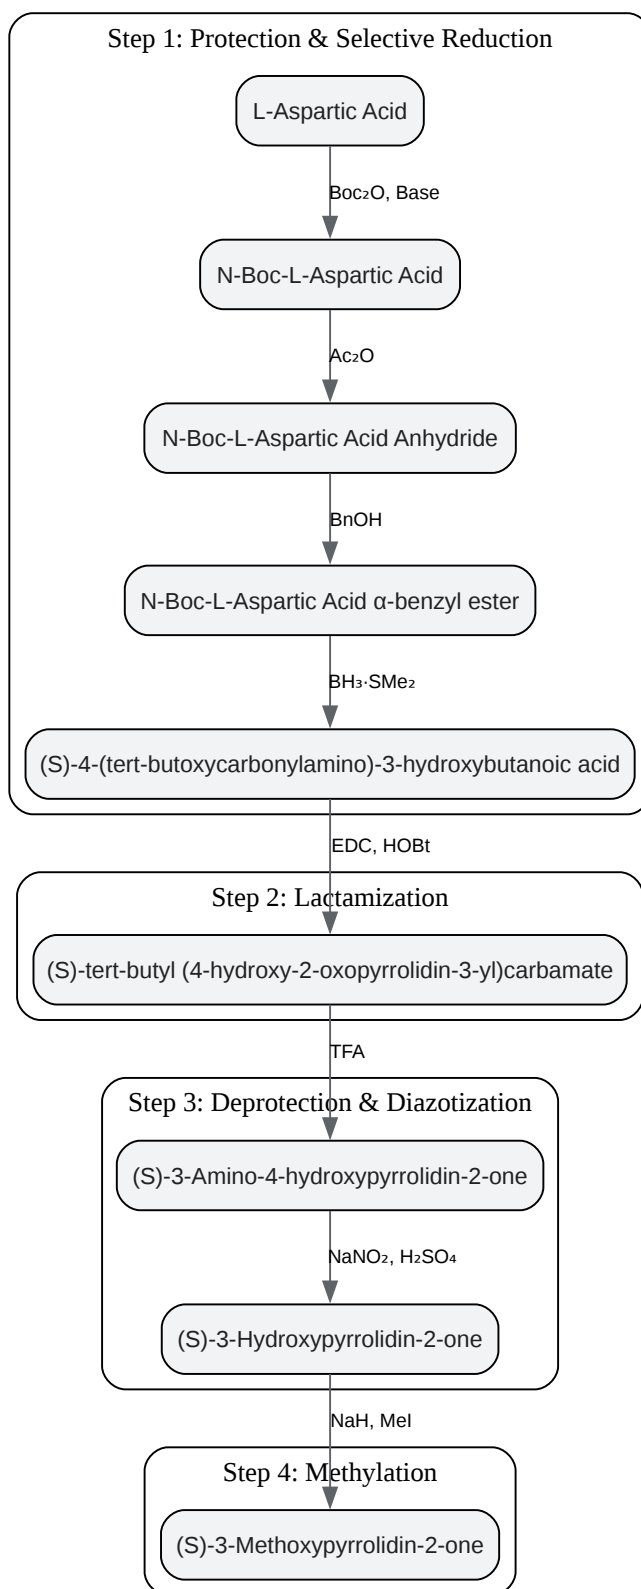 Step 1: Protection & Selective Reduction
L-Aspartic Acid
Boc₂O, Base
N-Boc-L-Aspartic Acid
Ac₂O
N-Boc-L-Aspartic Acid Anhydride
BnOH
N-Boc-L-Aspartic Acid α-benzyl ester
BH₃·SMe₂
(S)-4-(tert-butoxycarbonylamino)-3-hydroxybutanoic acid
EDC, HOBt
Step 2: Lactamization
(S)-tert-butyl (4-hydroxy-2-oxopyrrolidin-3-yl)carbamate
TFA
Step 3: Deprotection & Diazotization
(S)-3-Amino-4-hydroxypyrrolidin-2-one
NaNO₂, H₂SO₄
(S)-3-Hydroxypyrrolidin-2-one
NaH, MeI
Step 4: Methylation
(S)-3-Methoxypyrrolidin-2-one